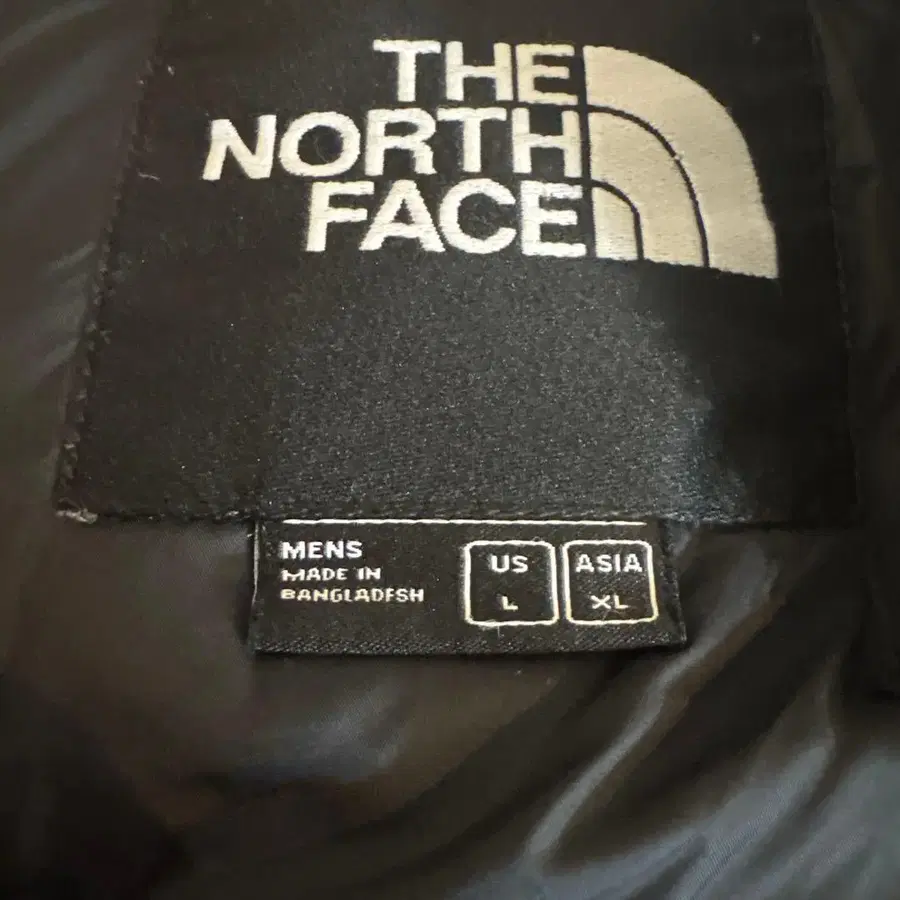 THE
NORTH
FACE
MENS
MADE IN
BANGLADESH
US
L
ASIA
XL